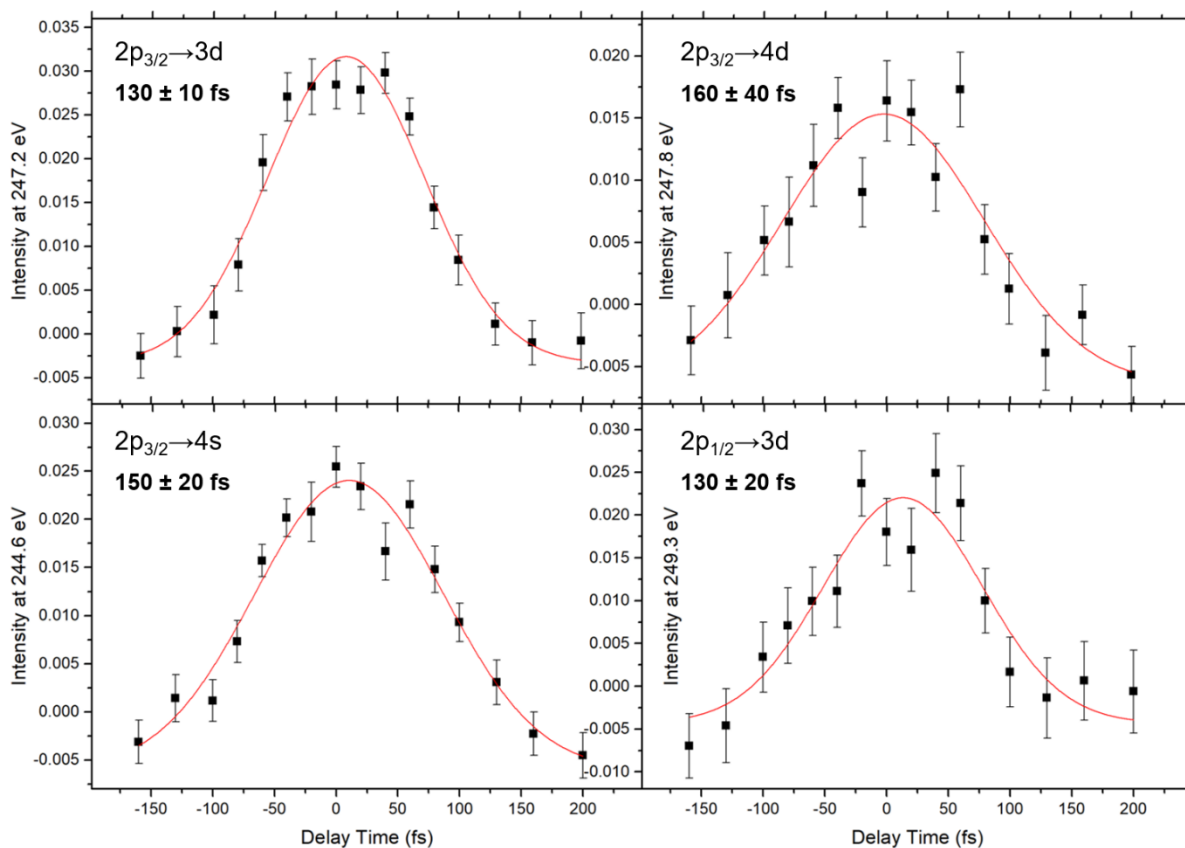 2p3/2→3d
130 ± 10 fs
Intensity at 247.2 eV
0.035
0.030
0.025
0.020
0.015
0.010
0.005
0.000
-0.005
2p3/2→4d
160 ± 40 fs
Intensity at 247.8 eV
0.020
0.015
0.010
0.005
0.000
-0.005
2p3/2→4s
150 ± 20 fs
Intensity at 244.6 eV
0.030
0.025
0.020
0.015
0.010
0.005
0.000
-0.005
-150 -100 -50 0 50 100 150 200
Delay Time (fs)
2p1/2→3d
130 ± 20 fs
Intensity at 249.3 eV
0.030
0.025
0.020
0.015
0.010
0.005
0.000
-0.005
-0.010
-150 -100 -50 0 50 100 150 200
Delay Time (fs)